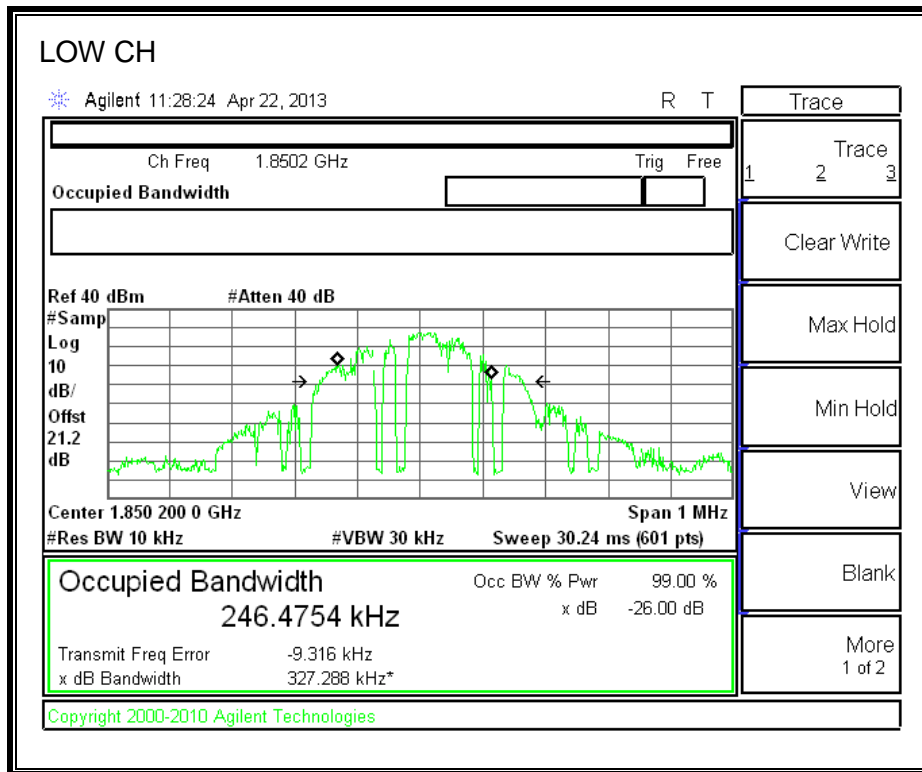 LOW CH
Agilent 11:28:24 Apr 22, 2013 R T
Trace
Ch Freq 1.8502 GHz Trig Free
Occupied Bandwidth
Ref 40 dBm #Atten 40 dB
#Samp
Log
10
dB/
Offst
21.2
dB
Center 1.850 200 0 GHz Span 1 MHz
#Res BW 10 kHz #VBW 30 kHz Sweep 30.24 ms (601 pts)
Occupied Bandwidth Occ BW % Pwr 99.00 %
246.4754 kHz x dB -26.00 dB
Transmit Freq Error -9.316 kHz
x dB Bandwidth 327.288 kHz*
Copyright 2000-2010 Agilent Technologies
Trace
1 2 3
Clear Write
Max Hold
Min Hold
View
Blank
More
1 of 2